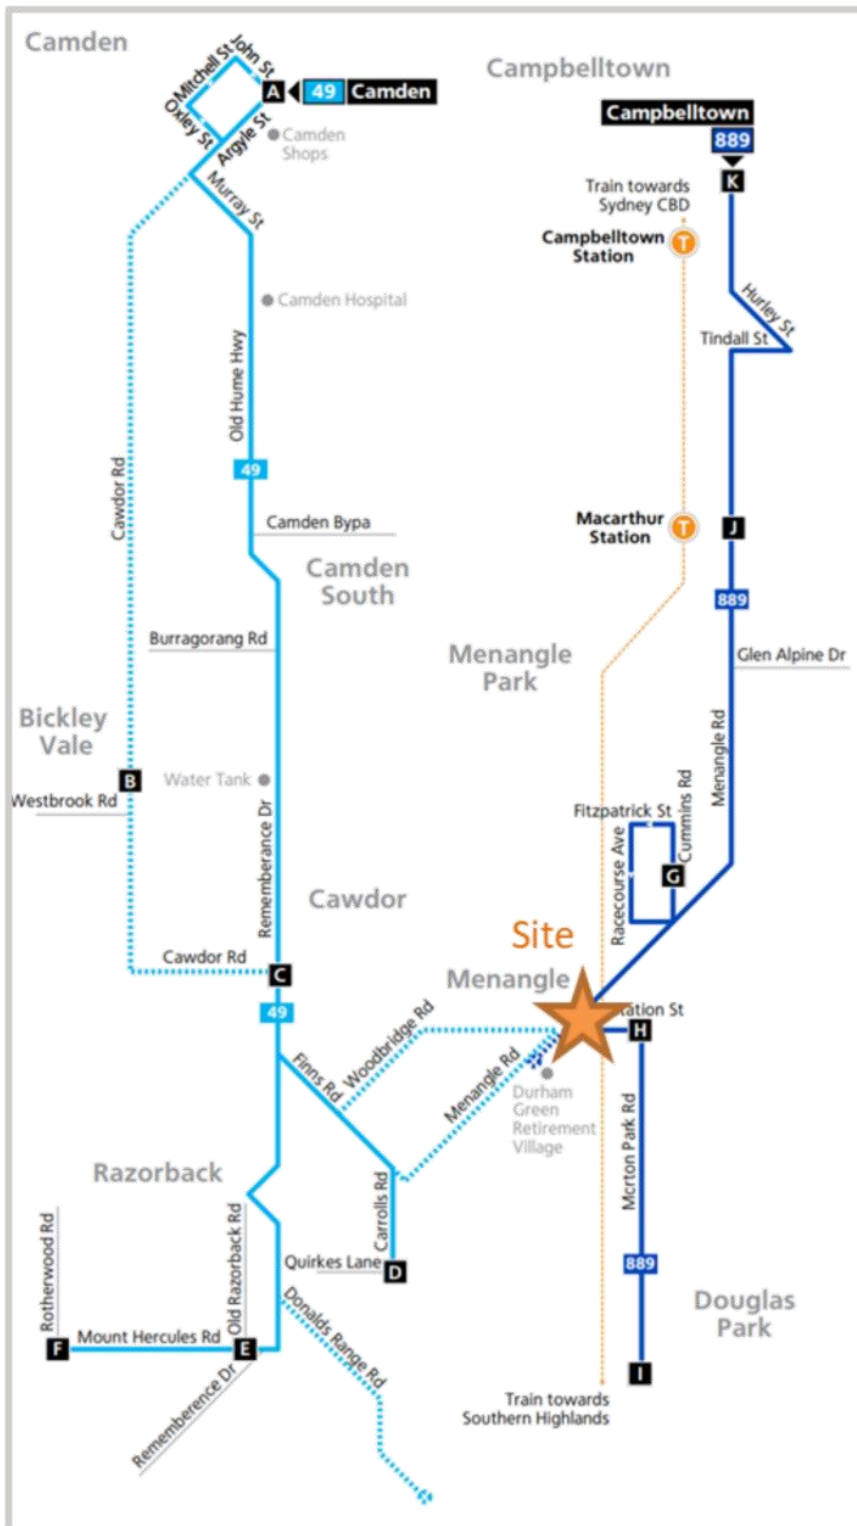 Camden
John St
Mitchell St
Oxley St
Argyle St
A
49
Camden
Camden
Shops
Campbelltown
Campbelltown
889
K
Train towards
Sydney CBD
Campbelltown
Station
T
Murray St
Camden Hospital
Hurley St
Tindall St
Old Hume Hwy
Cawdor Rd
49
Camden Bypa
Macarthur
Station
T
J
Camden
South
889
Burragorang Rd
Menangle
Park
Glen Alpine Dr
Bickley
Vale
Menangle Rd
B
Water Tank
Westbrook Rd
Rememberance Dr
Fitzpatrick St
Cummins Rd
Racecourse Ave
G
Cawdor
Site
Cawdor Rd
C
Menangle
49
tation St
H
Woodbridge Rd
Finns Rd
Menangle Rd
Durham
Green
Retirement
Village
Mcrton Park Rd
Razorback
Carrolls Rd
Rotherwood Rd
Old Razorback Rd
Quirkes Lane
D
889
Douglas
Park
Donalds Range Rd
F
Mount Hercules Rd
E
Rememberence Dr
I
Train towards
Southern Highlands